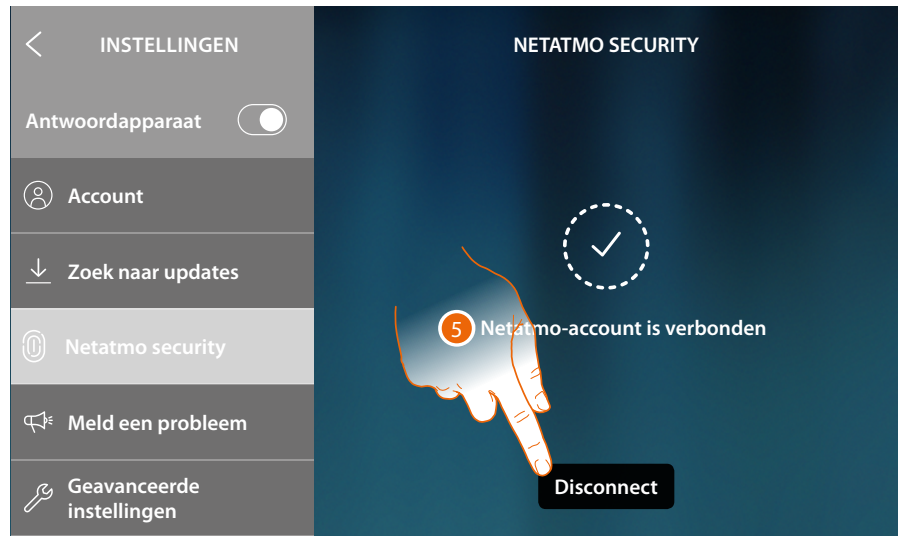 INSTELLINGEN
Antwoordapparaat
Account
Zoek naar updates
Netatmo security
Meld een probleem
Geavanceerde
instellingen
NETATMO SECURITY
5 Netatmo-account is verbonden
Disconnect